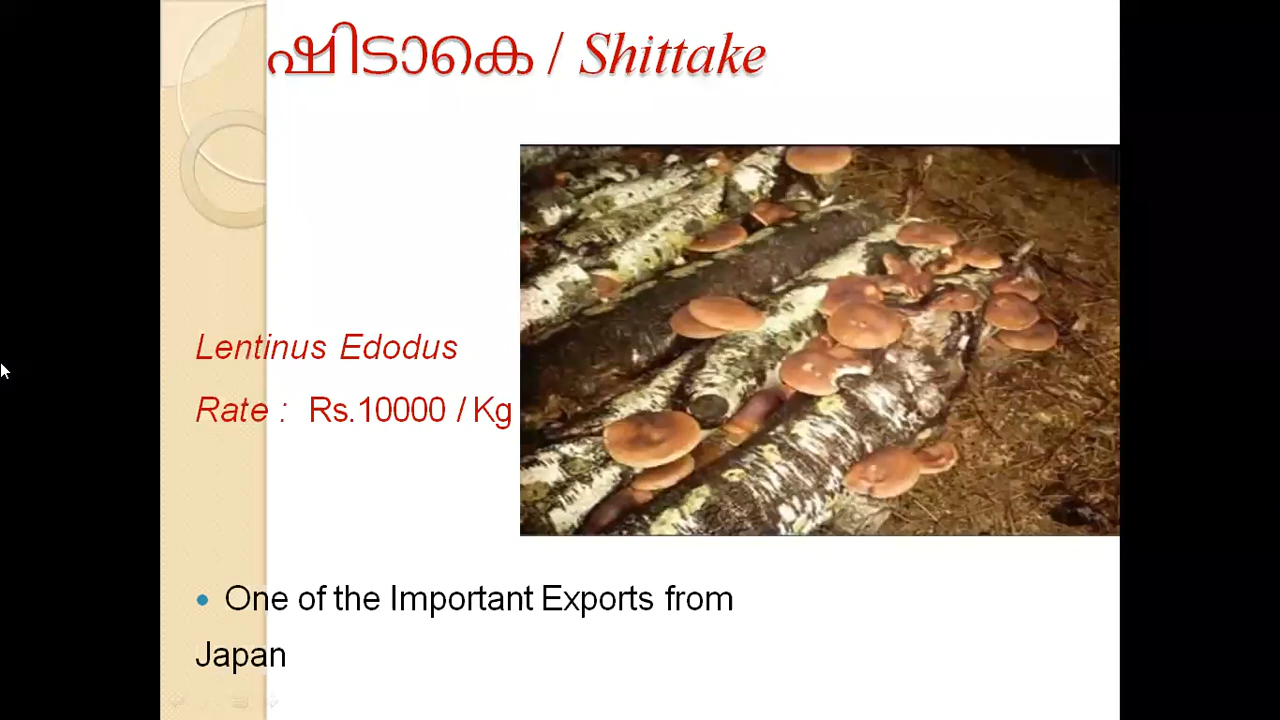 ഷിടാകെ / Shittake
Lentinus Edodus
Rate : Rs.10000 / Kg
• One of the Important Exports from
Japan